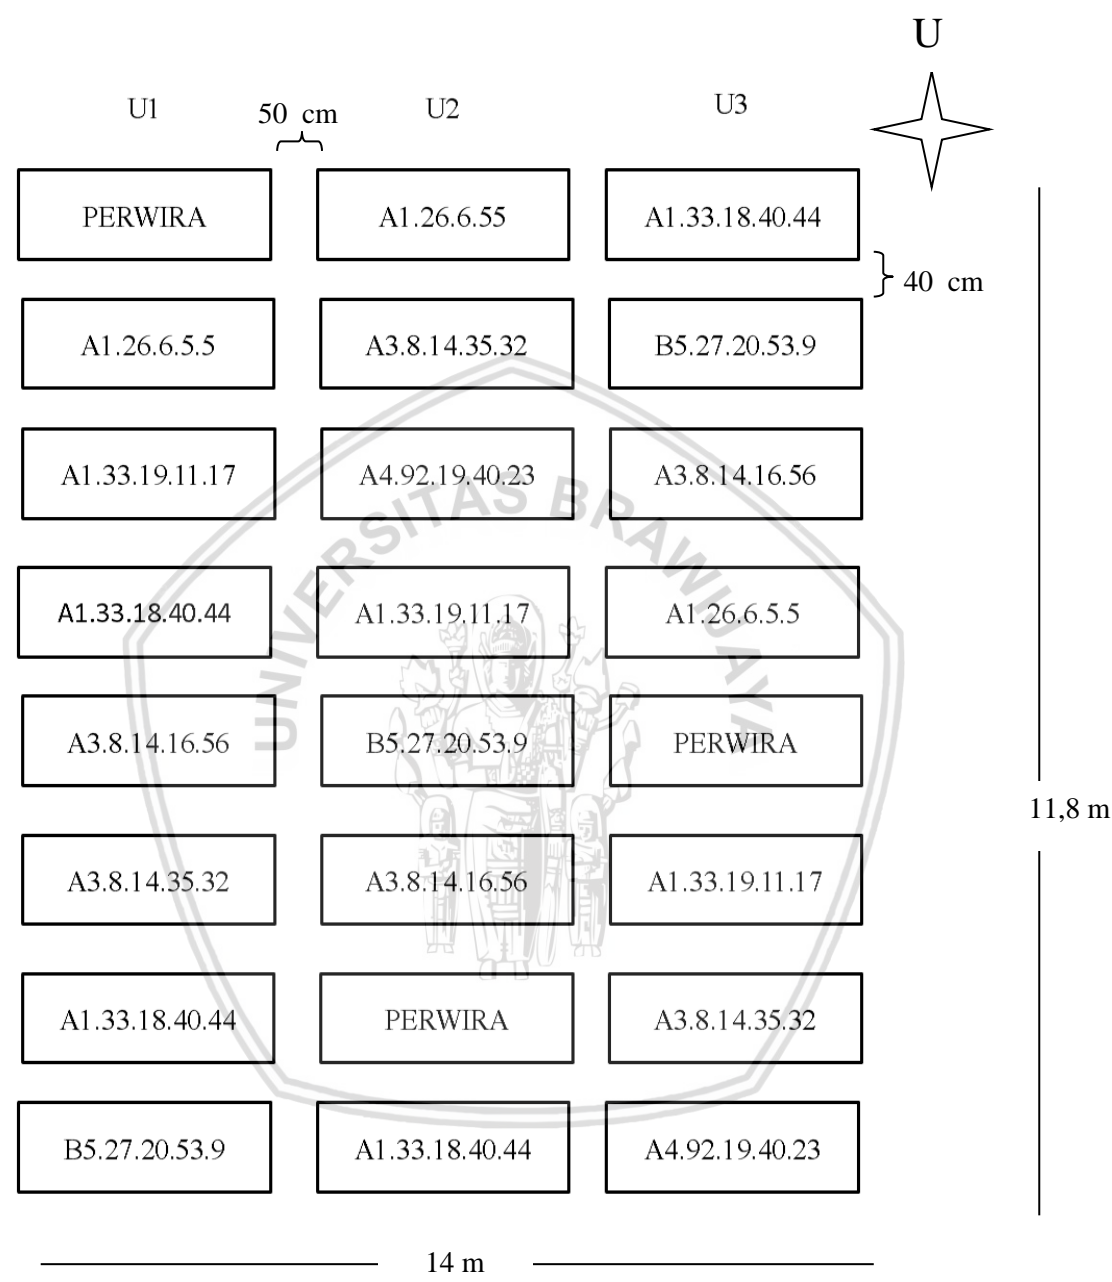 U
U1
50 cm
U2
U3
PERWIRA
A1.26.6.55
A1.33.18.40.44
40 cm
A1.26.6.5.5
A3.8.14.35.32
B5.27.20.53.9
A1.33.19.11.17
A4.92.19.40.23
A3.8.14.16.56
UNIVERSITAS BRAWIJAYA
A1.33.18.40.44
A1.33.19.11.17
A1.26.6.5.5
A3.8.14.16.56
B5.27.20.53.9
PERWIRA
11,8 m
A3.8.14.35.32
A3.8.14.16.56
A1.33.19.11.17
A1.33.18.40.44
PERWIRA
A3.8.14.35.32
B5.27.20.53.9
A1.33.18.40.44
A4.92.19.40.23
14 m